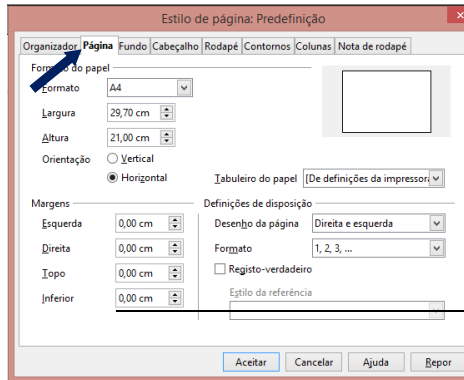 Estilo de página: Predefinição
Organizador Página Fundo Cabeçalho Rodapé Contornos Colunas Nota de rodapé
Formato do papel
Formato A4
Largura 29,70 cm
Altura 21,00 cm
Orientação Vertical
Horizontal
Tabuleiro do papel [De definições da impressora
Margens
Definições de disposição
Esquerda 0,00 cm
Desenho da página Direita e esquerda
Direita 0,00 cm
Formato 1, 2, 3, ...
Topo 0,00 cm
Registo-verdadeiro
Inferior 0,00 cm
Estilo da referência
Aceitar Cancelar Ajuda Repor